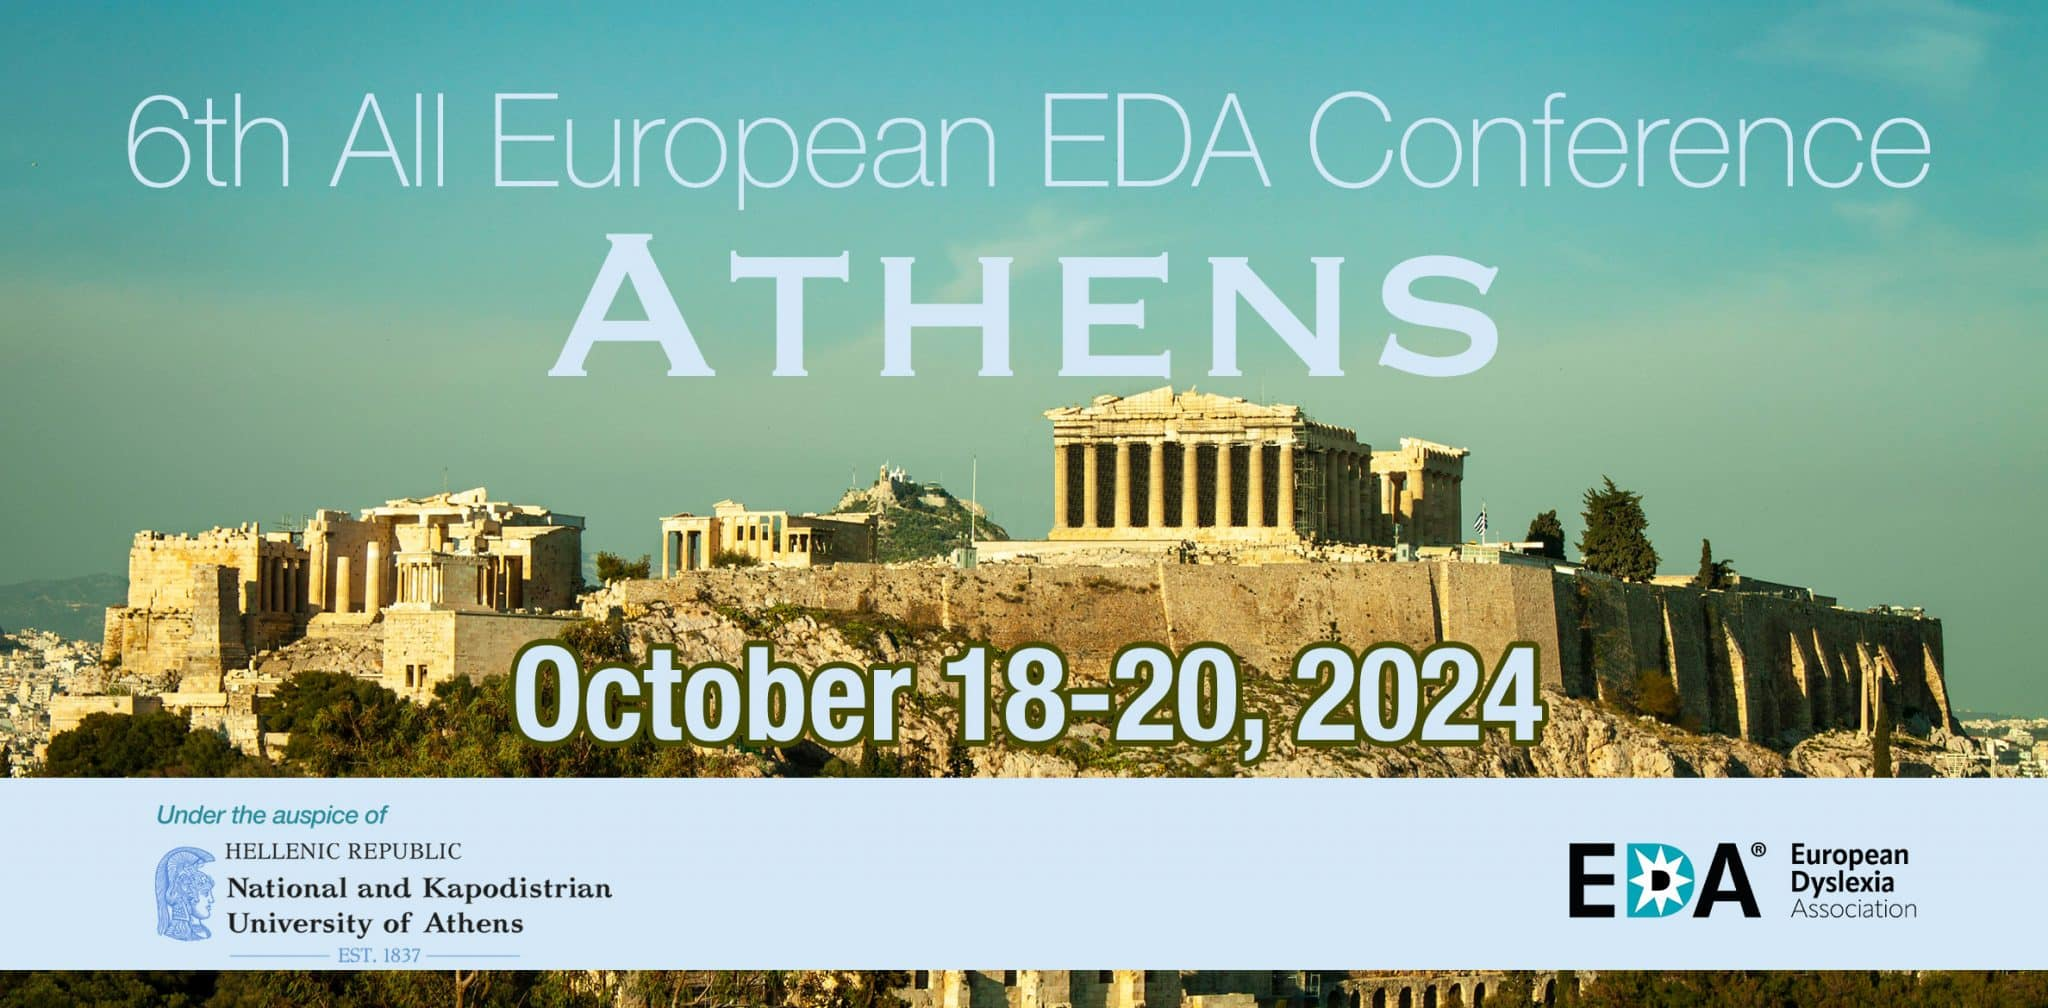 6th All European EDA Conference
ATHENS
October 18-20, 2024
Under the auspice of
HELLENIC REPUBLIC
National and Kapodistrian
University of Athens
EST. 1837
EDA®
European
Dyslexia
Association